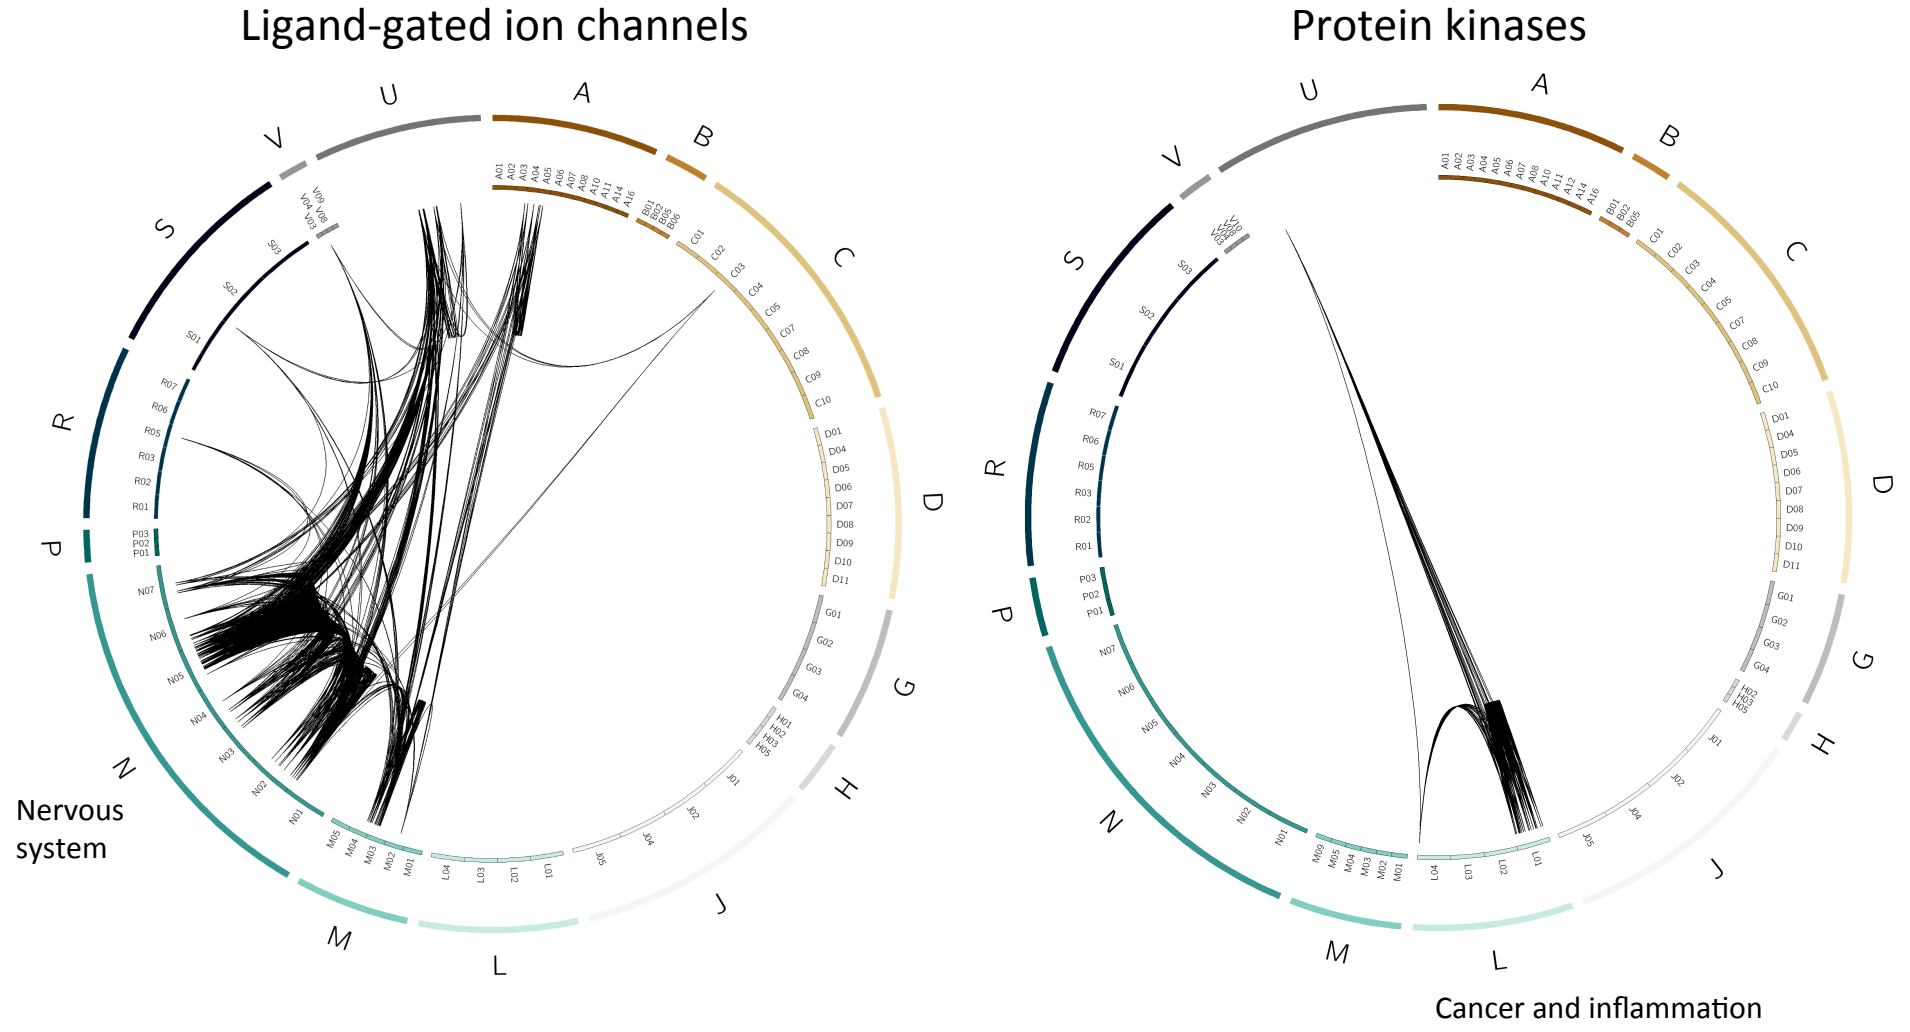 Ligand-gated ion channels
U
A
B
C
D
G
H
J
L
M
N
P
R
S
V
A01
A02
A03
A04
A05
A06
A07
A08
A10
A11
A14
A16
B01
B02
B05
B06
C01
C02
C03
C04
C05
C07
C08
C09
C10
D01
D04
D05
D06
D07
D08
D09
D10
D11
G01
G02
G03
G04
H01
H02
H03
H05
J01
J02
J04
J05
L01
L02
L03
L04
M01
M02
M03
M04
M05
N01
N02
N03
N04
N05
N06
N07
P01
P02
P03
R01
R02
R03
R05
R06
R07
S01
S02
S03
V03
V04
V08
V09
Nervous
system
Protein kinases
U
A
B
C
D
G
H
J
L
M
N
P
R
S
V
A01
A02
A03
A04
A05
A06
A07
A08
A10
A11
A12
A14
A16
B01
B02
B05
C01
C02
C03
C04
C05
C07
C08
C09
C10
D01
D04
D05
D06
D07
D08
D09
D10
D11
G01
G02
G03
G04
H02
H03
H05
J01
J02
J04
J05
L01
L02
L03
L04
M01
M02
M03
M04
M05
M09
N01
N02
N03
N04
N05
N06
N07
P01
P02
P03
R01
R02
R03
R05
R06
R07
S01
S02
S03
Cancer and inflammation